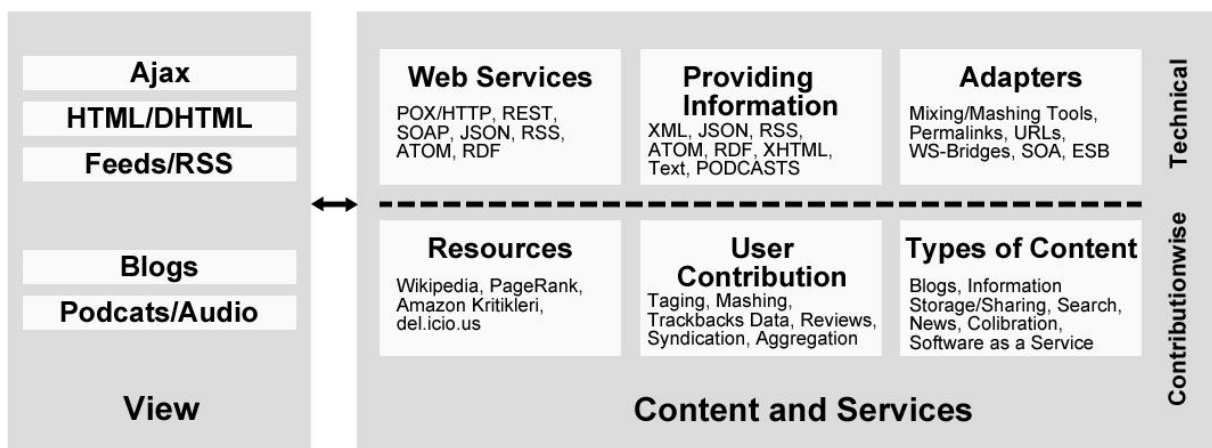 Ajax
HTML/DHTML
Feeds/RSS
Blogs
Podcats/Audio
View
Web Services
POX/HTTP, REST,
SOAP, JSON, RSS,
ATOM, RDF
Providing
Information
XML, JSON, RSS,
ATOM, RDF, XHTML,
Text, PODCASTS
Adapters
Mixing/Mashing Tools,
Permalinks, URLs,
WS-Bridges, SOA, ESB
Technical
Resources
Wikipedia, PageRank,
Amazon Kritikleri,
del.icio.us
User
Contribution
Taging, Mashing,
Trackbacks Data, Reviews,
Syndication, Aggregation
Types of Content
Blogs, Information
Storage/Sharing, Search,
News, Colibration,
Software as a Service
Contributionwise
Content and Services